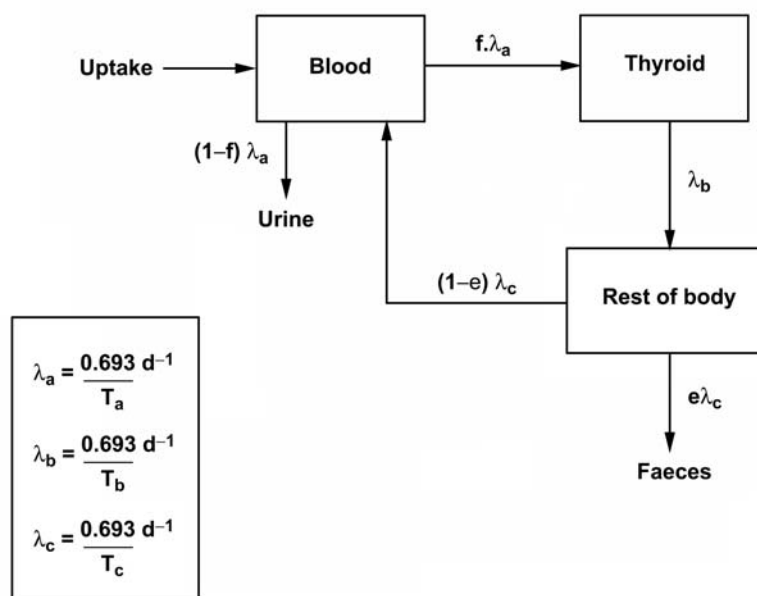 Uptake
Blood
f.λa
Thyroid
(1–f) λa
Urine
λb
(1–e) λc
Rest of body
eλc
Faeces
λa = 0.693 d–1
Ta
λb = 0.693 d–1
Tb
λc = 0.693 d–1
Tc